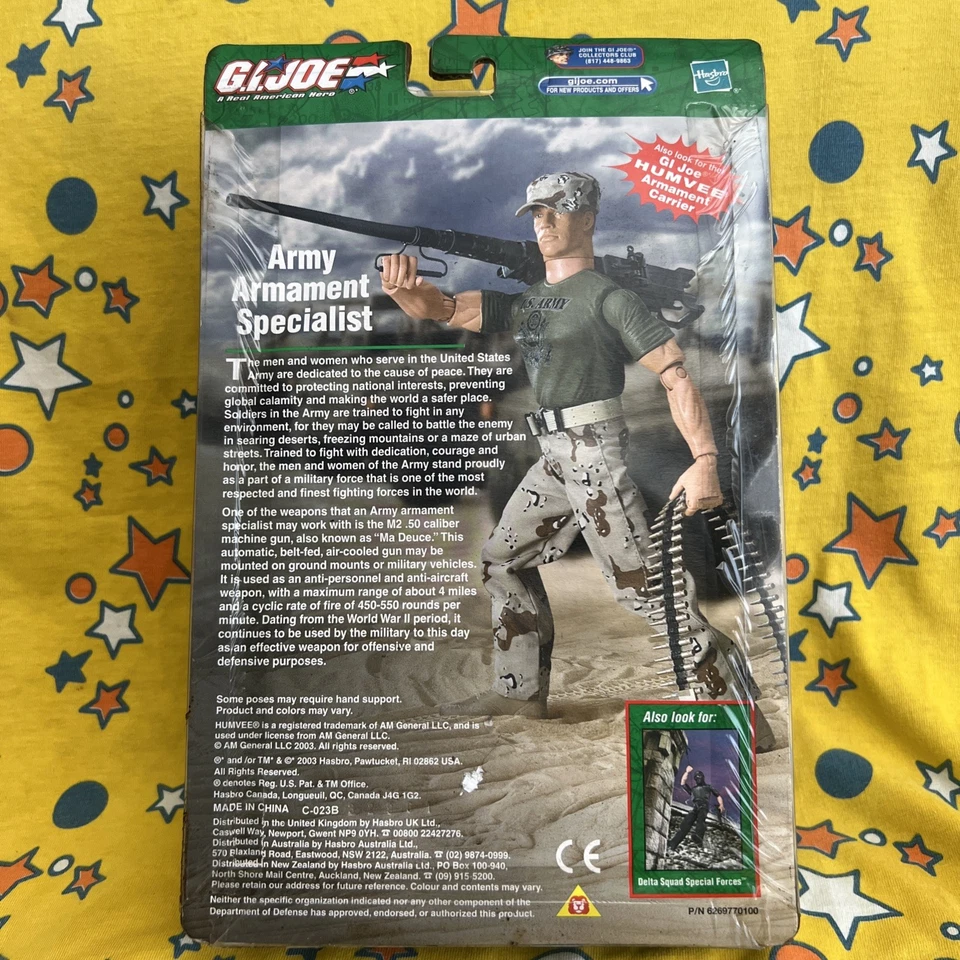 G.I. JOE
A Real American Hero
®
JOIN THE GI JOE®
COLLECTORS CLUB
(817) 448-9863
gijoe.com
FOR NEW PRODUCTS AND OFFERS
Hasbro
®
Also look for the
GI Joe®
HUMVEE
Armament
Carrier
U.S. ARMY
Army
Armament
Specialist
The men and women who serve in the United States
Army are dedicated to the cause of peace. They are
committed to protecting national interests, preventing
global calamity and making the world a safer place.
Soldiers in the Army are trained to fight in any
environment, for they may be called to battle the enemy
in searing deserts, freezing mountains or a maze of urban
streets. Trained to fight with dedication, courage and
honor, the men and women of the Army stand proudly
as a part of a military force that is one of the most
respected and finest fighting forces in the world.
One of the weapons that an Army armament
specialist may work with is the M2 .50 caliber
machine gun, also known as “Ma Deuce.” This
automatic, belt-fed, air-cooled gun may be
mounted on ground mounts or military vehicles.
It is used as an anti-personnel and anti-aircraft
weapon, with a maximum range of about 4 miles
and a cyclic rate of fire of 450-550 rounds per
minute. Dating from the World War II period, it
continues to be used by the military to this day
as an effective weapon for offensive and
defensive purposes.
Some poses may require hand support.
Product and colors may vary.
HUMVEE® is a registered trademark of AM General LLC, and is
used under license from AM General LLC.
© AM General LLC 2003. All rights reserved.
®* and /or TM* & ©* 2003 Hasbro, Pawtucket, RI 02862 USA.
All Rights Reserved.
® denotes Reg. U.S. Pat. & TM Office.
Hasbro Canada, Longueuil, QC, Canada J4G 1G2.
MADE IN CHINA C-023B
Distributed in the United Kingdom by Hasbro UK Ltd.,
Caswell Way, Newport, Gwent NP9 0YH. ☎ 00800 22427276.
Distributed in Australia by Hasbro Australia Ltd.,
570 Blaxland Road, Eastwood, NSW 2122, Australia. ☎ (02) 9874-0999.
Distributed in New Zealand by Hasbro Australia Ltd., PO Box 100-940,
North Shore Mail Centre, Auckland, New Zealand. ☎ (09) 915 5200.
Please retain our address for future reference. Colour and contents may vary.
Neither the specific organization indicated nor any other component of the
Department of Defense has approved, endorsed, or authorized this product.
CE
Also look for:
Delta Squad Special Forces™
P/N 6269770100